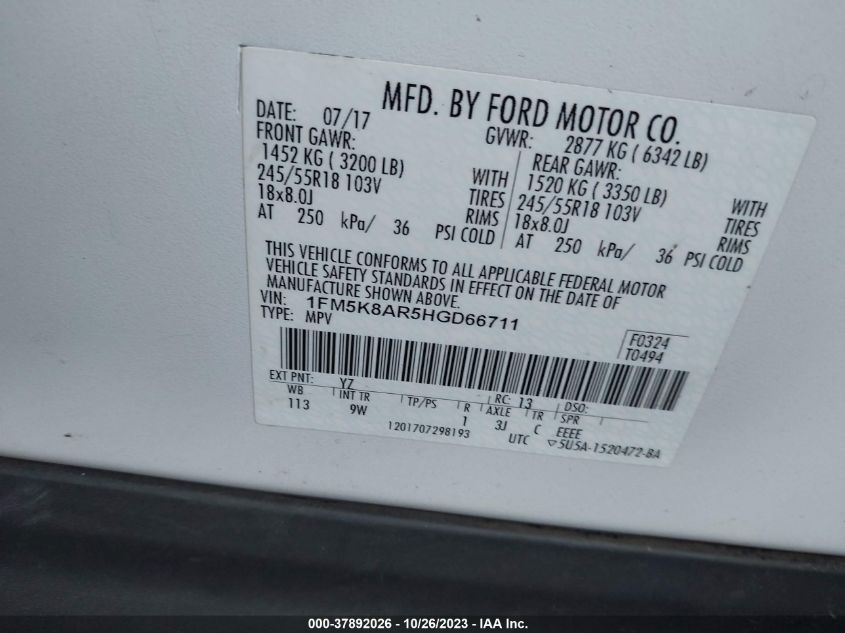 MFD. BY FORD MOTOR CO.
DATE: 07/17 GVWR: 2877 KG ( 6342 LB)
FRONT GAWR: REAR GAWR:
1452 KG ( 3200 LB) WITH 1520 KG ( 3350 LB) WITH
245/55R18 103V TIRES 245/55R18 103V TIRES
18x8.0J RIMS 18x8.0J RIMS
AT 250 kPa/ 36 PSI COLD AT 250 kPa/ 36 PSI COLD
THIS VEHICLE CONFORMS TO ALL APPLICABLE FEDERAL MOTOR
VEHICLE SAFETY STANDARDS IN EFFECT ON THE DATE OF
MANUFACTURE SHOWN ABOVE.
VIN: 1FM5K8AR5HGD66711
TYPE: MPV
F0324
T0494
EXT PNT: YZ RC: 13 DSO:
WB INT TR TP/PS R AXLE TR SPR
113 9W 1 3J C EEEE
1201707298193 UTC ▽5U5A-1520472-BA
000-37892026 - 10/26/2023 - IAA Inc.